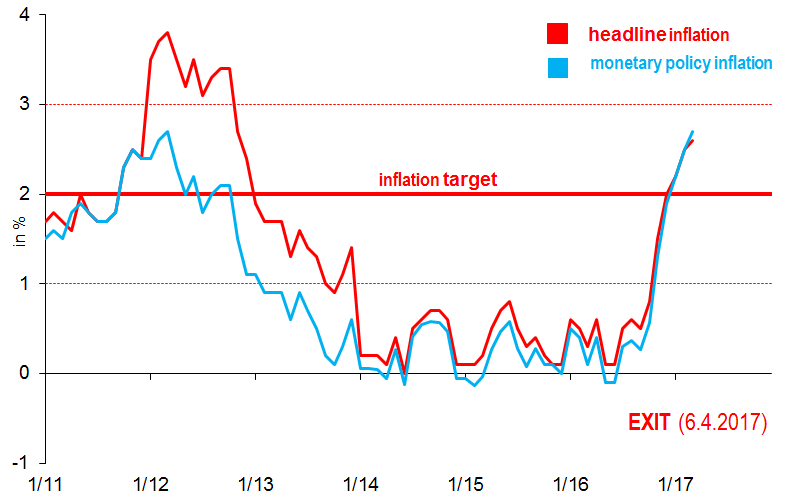 4
headline inflation
monetary policy inflation
3
inflation target
2
in %
1
0
EXIT (6.4.2017)
-1
1/11 1/12 1/13 1/14 1/15 1/16 1/17